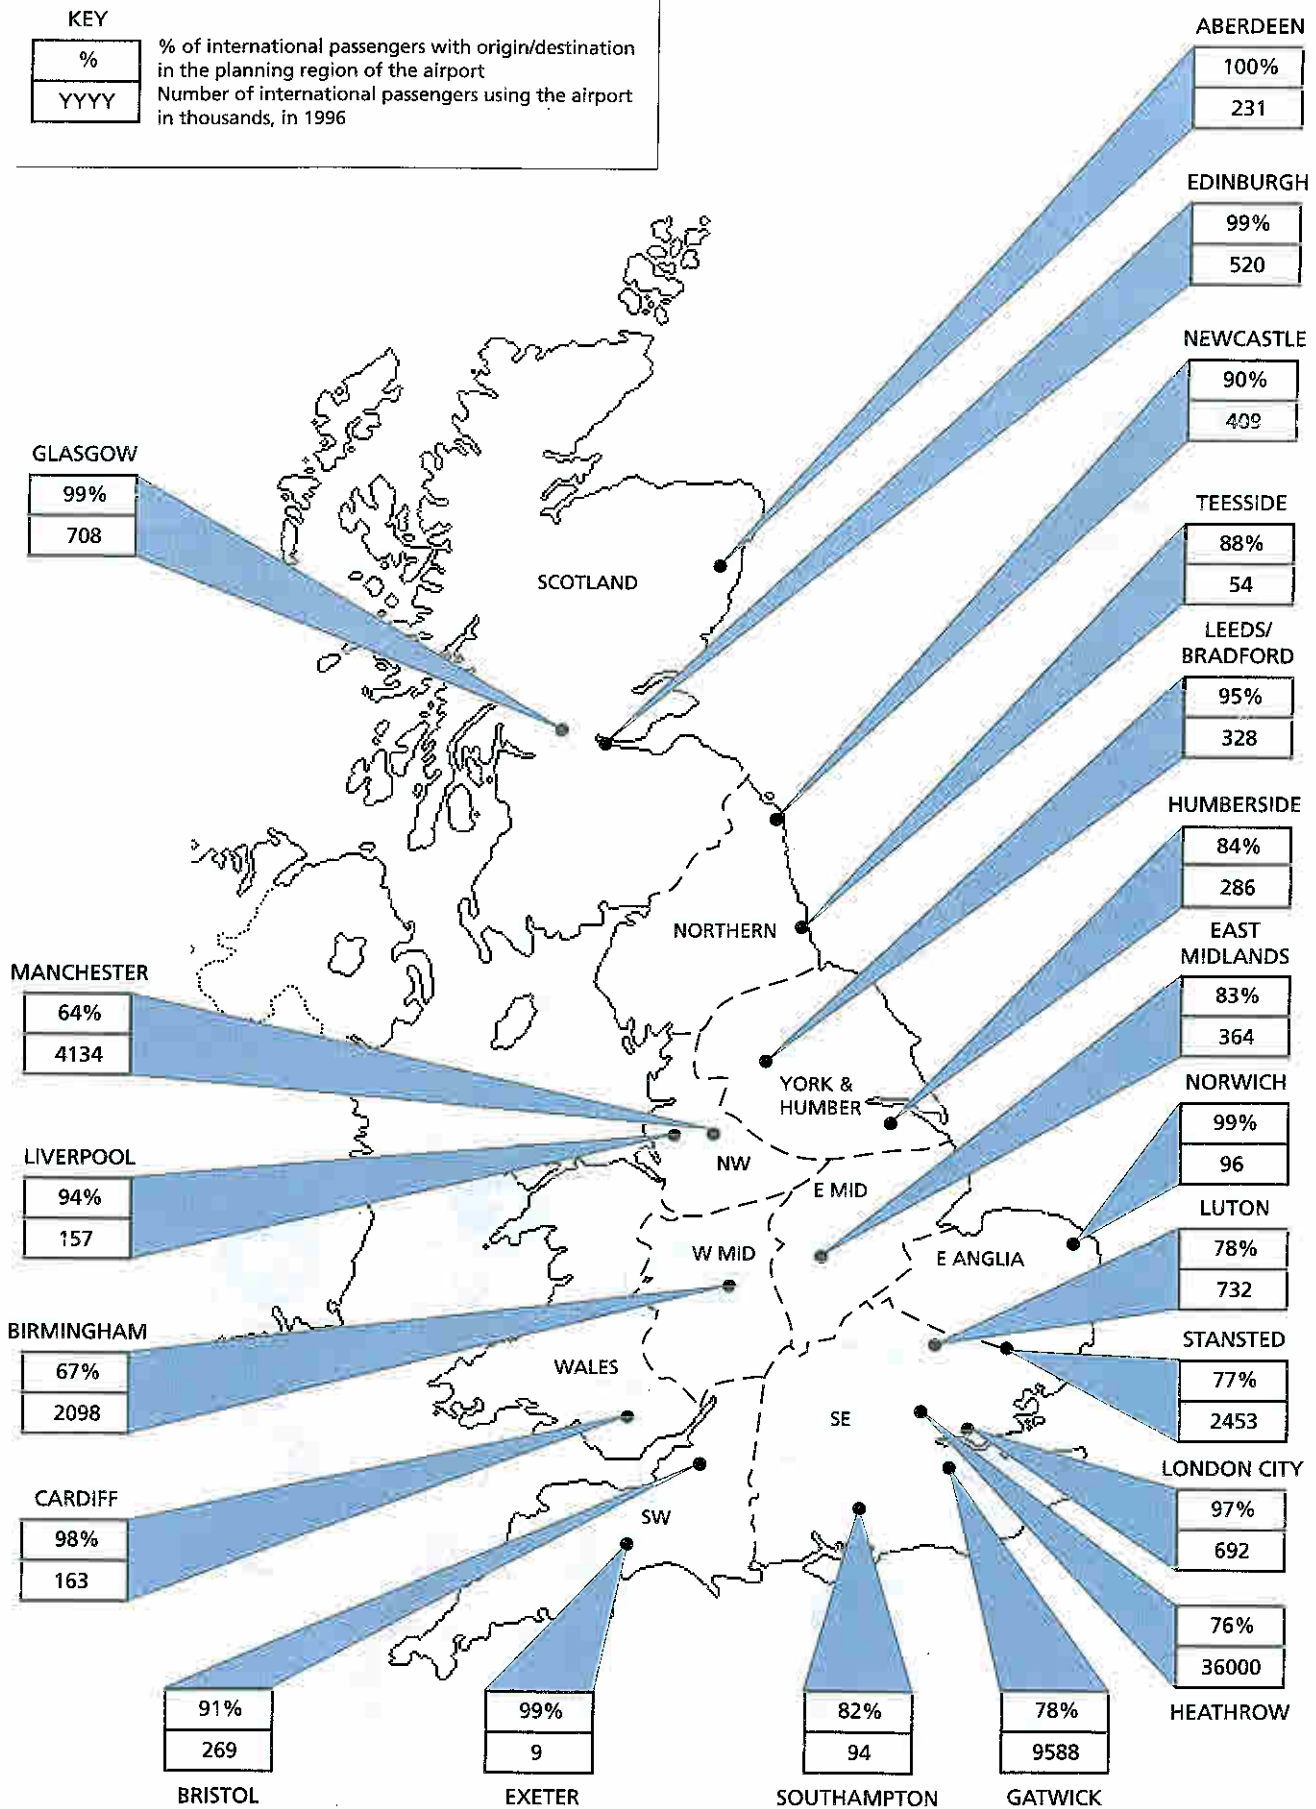 KEY
%
% of international passengers with origin/destination
in the planning region of the airport
YYYY
Number of international passengers using the airport
in thousands, in 1996
ABERDEEN
100%
231
EDINBURGH
99%
520
NEWCASTLE
90%
409
GLASGOW
99%
708
TEESSIDE
88%
54
SCOTLAND
LEEDS/
BRADFORD
95%
328
HUMBERSIDE
84%
286
NORTHERN
EAST
MIDLANDS
83%
364
MANCHESTER
64%
4134
YORK &
HUMBER
NORWICH
99%
96
LIVERPOOL
94%
157
NW
E MID
LUTON
78%
732
W MID
E ANGLIA
BIRMINGHAM
67%
2098
STANSTED
77%
2453
WALES
SE
LONDON CITY
97%
692
CARDIFF
98%
163
SW
76%
36000
HEATHROW
91%
269
BRISTOL
99%
9
EXETER
82%
94
SOUTHAMPTON
78%
9588
GATWICK